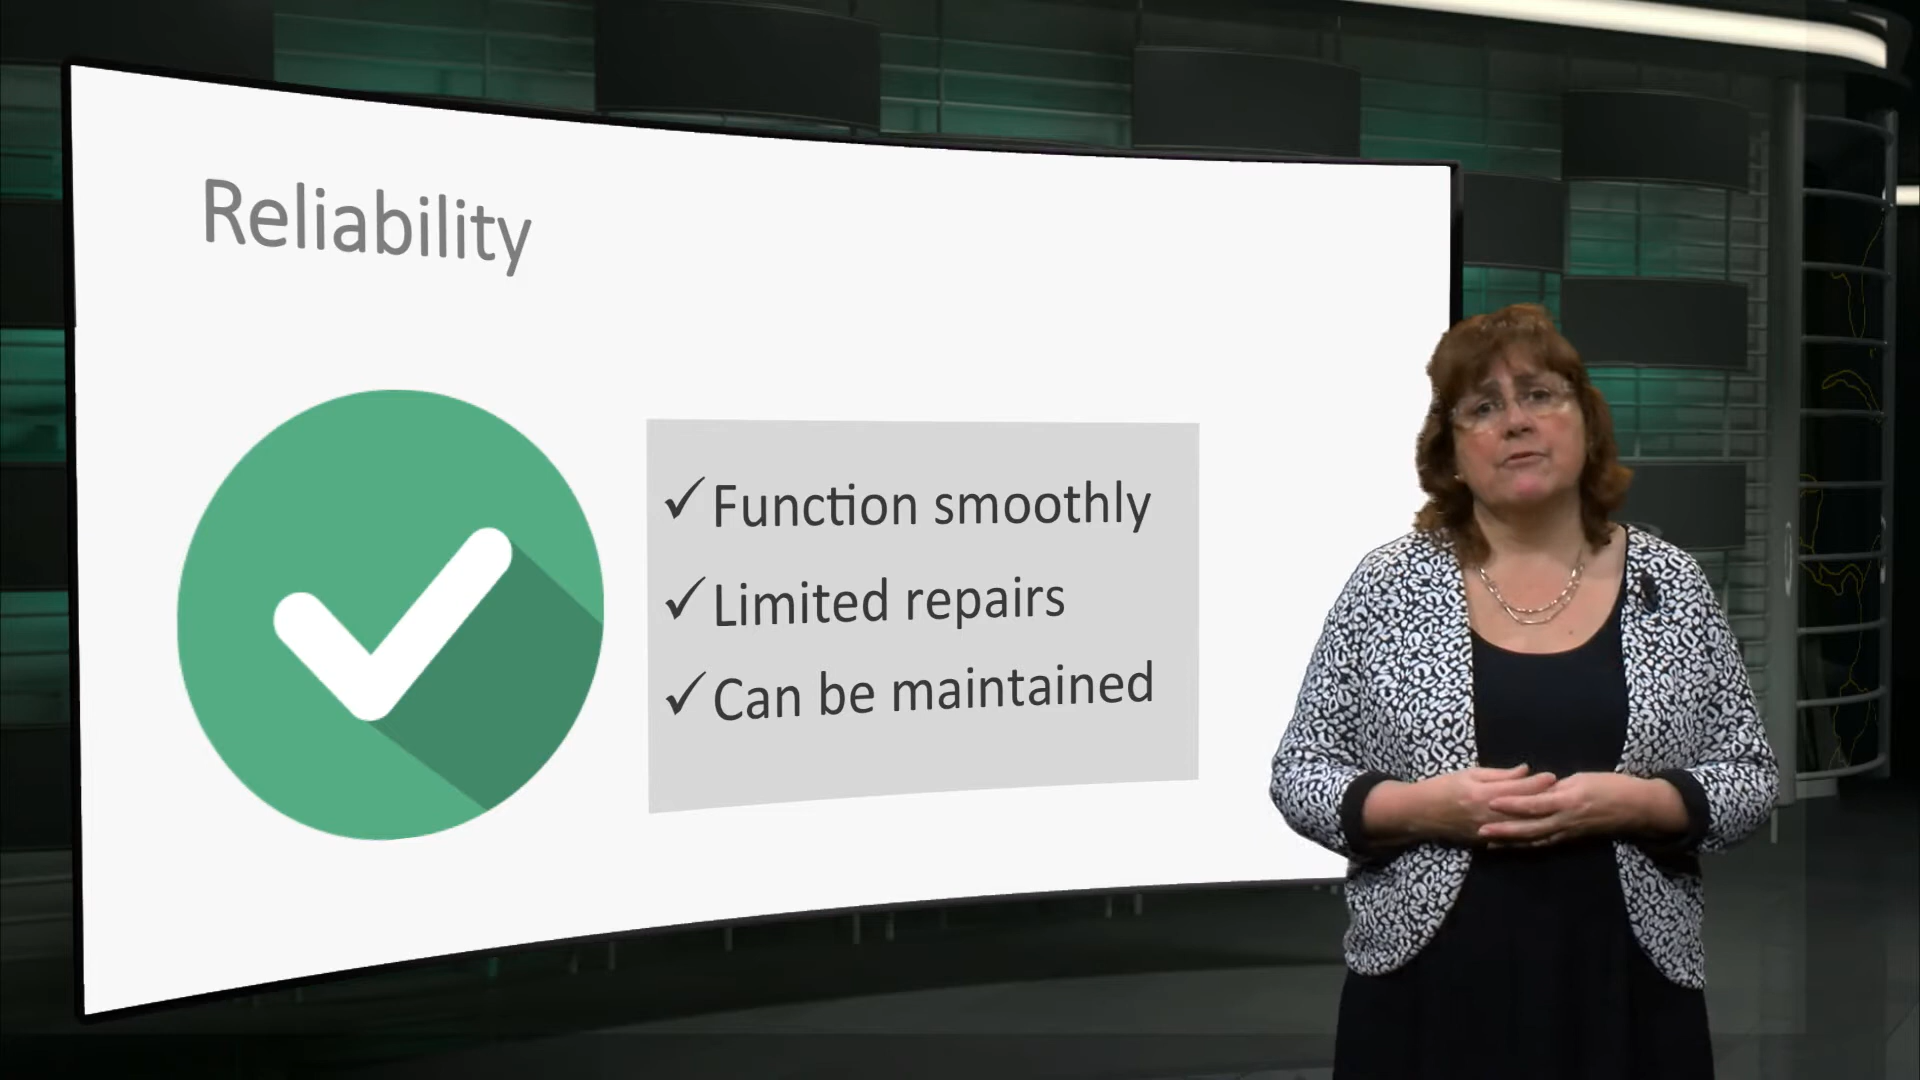 Reliability
✓Function smoothly
✓Limited repairs
✓Can be maintained